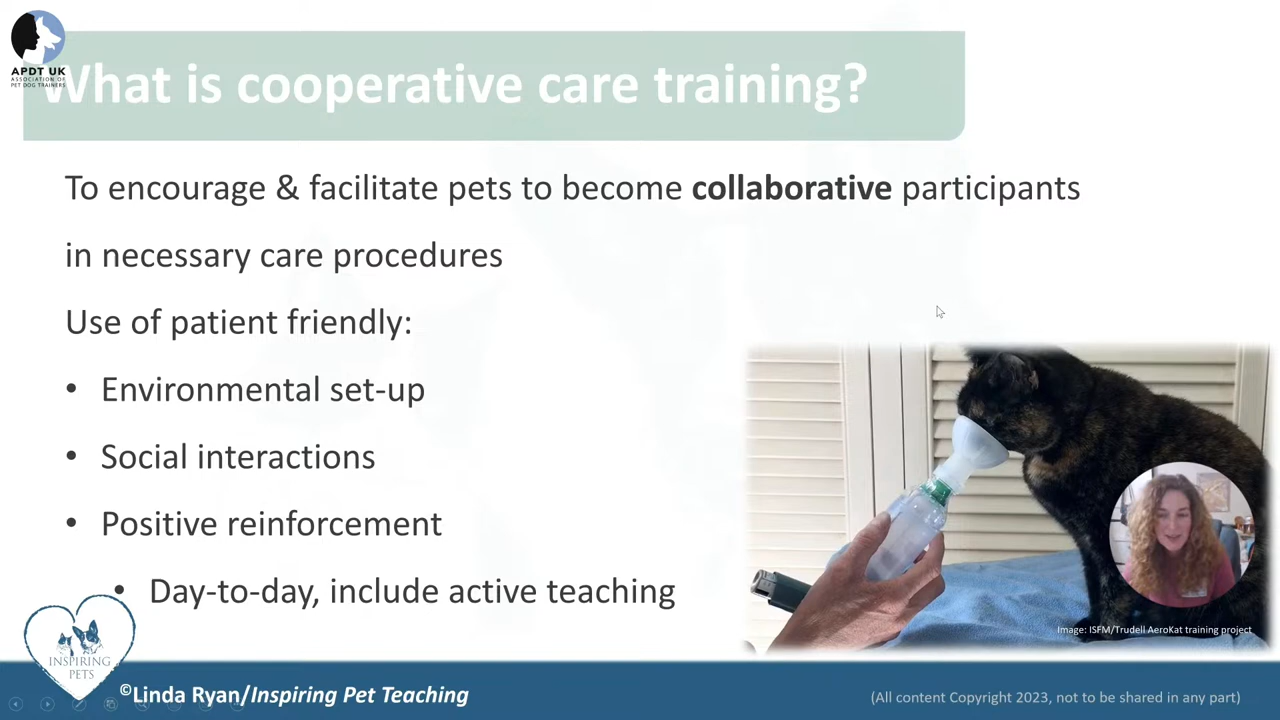 APDT UK
ASSOCIATION OF
PET DOG TRAINERS
What is cooperative care training?
To encourage & facilitate pets to become collaborative participants
in necessary care procedures
Use of patient friendly:
• Environmental set-up
• Social interactions
• Positive reinforcement
• Day-to-day, include active teaching
Image: ISFM/Trudell AeroKat training project
INSPIRING
PETS
©Linda Ryan/Inspiring Pet Teaching
(All content Copyright 2023, not to be shared in any part)